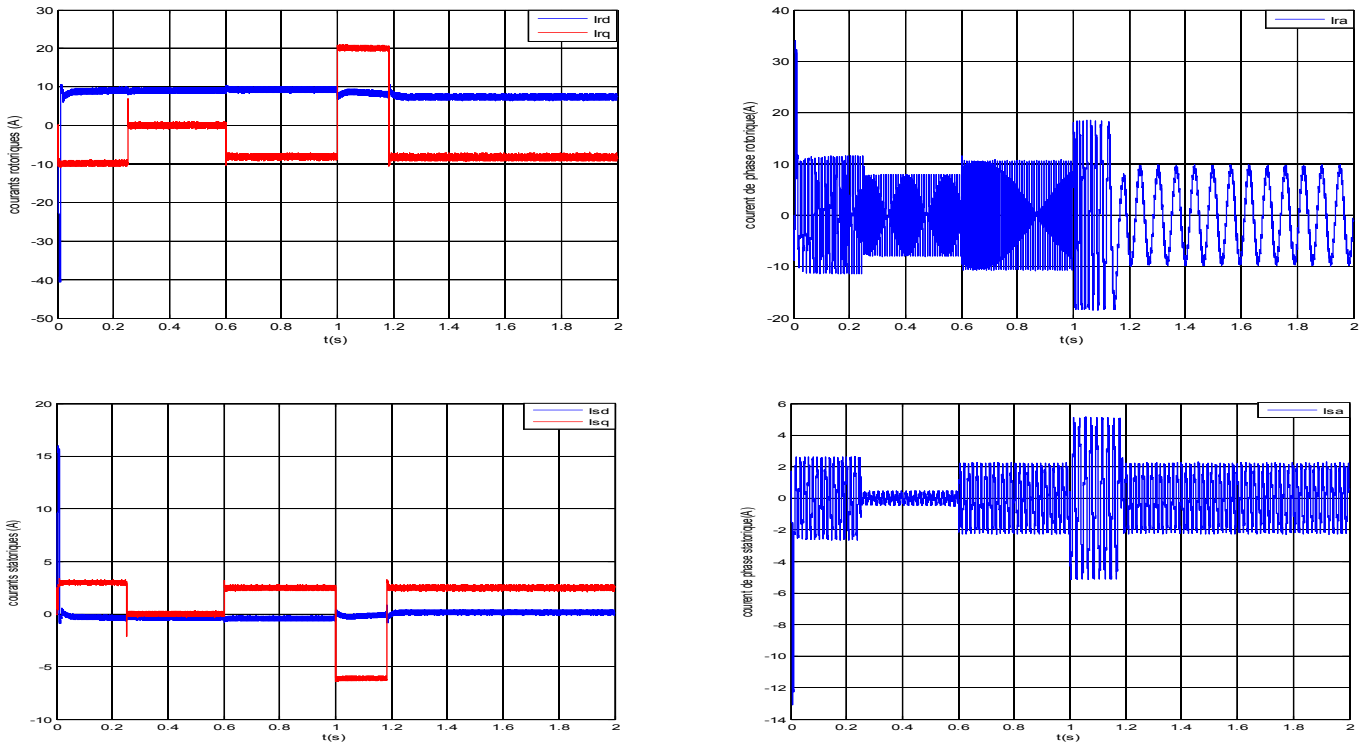 Ird
Irq
courants rotoriques (A)
30
20
10
0
-10
-20
-30
-40
-50
0 0.2 0.4 0.6 0.8 1 1.2 1.4 1.6 1.8 2
t(s)
Ira
courent de phase rotorique(A)
40
30
20
10
0
-10
-20
0 0.2 0.4 0.6 0.8 1 1.2 1.4 1.6 1.8 2
t(s)
Isd
Isq
courants statoriques (A)
20
15
10
5
0
-5
-10
0 0.2 0.4 0.6 0.8 1 1.2 1.4 1.6 1.8 2
t(s)
Isa
courent de phase statorique(A)
6
4
2
0
-2
-4
-6
-8
-10
-12
-14
0 0.2 0.4 0.6 0.8 1 1.2 1.4 1.6 1.8 2
t(s)